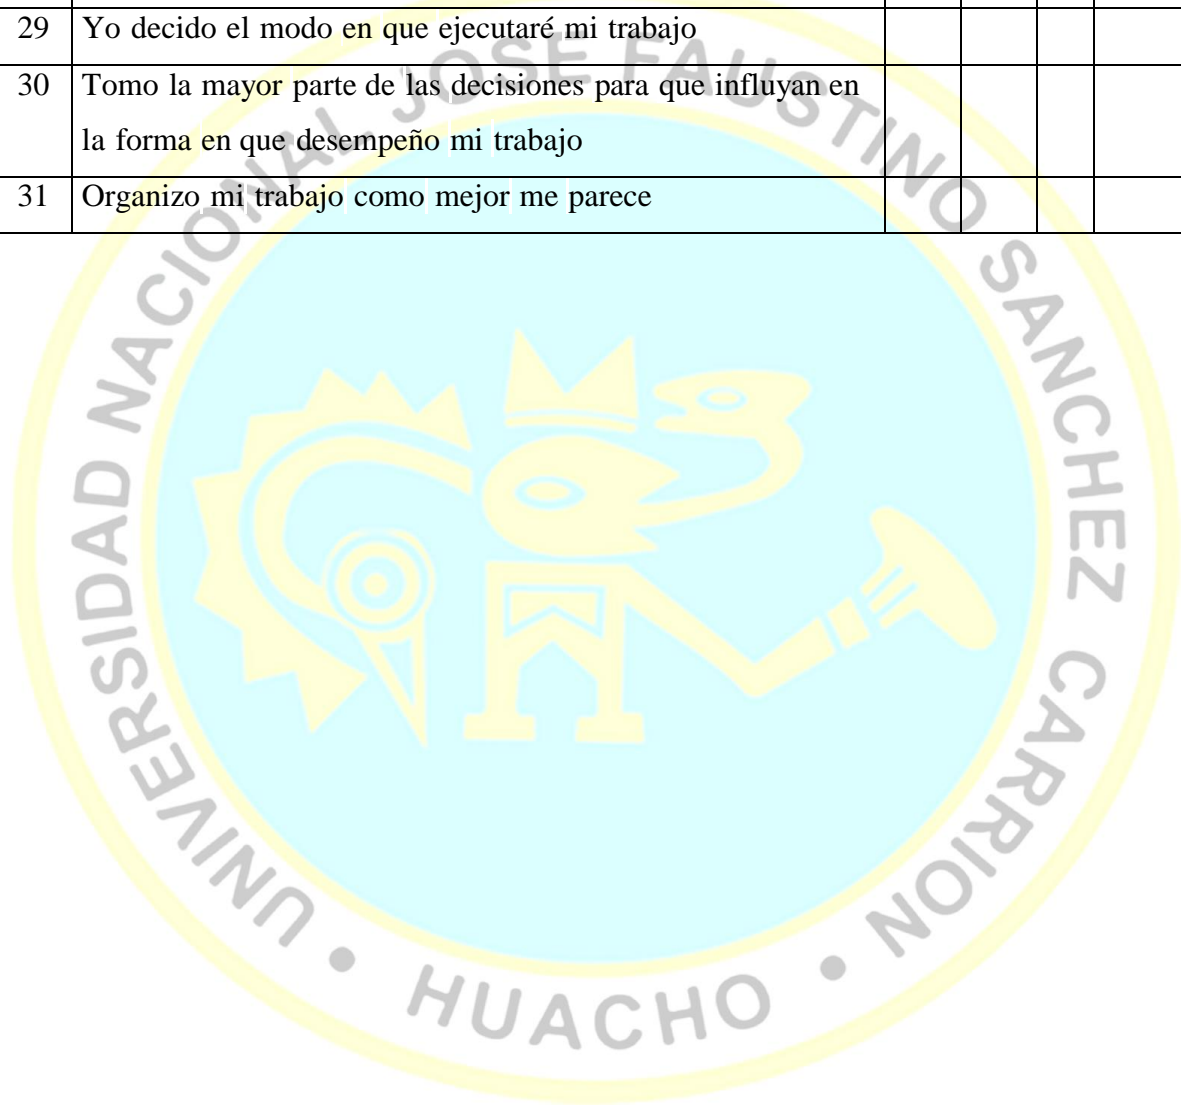 29 Yo decido el modo en que ejecutaré mi trabajo
30 Tomo la mayor parte de las decisiones para que influyan en
la forma en que desempeño mi trabajo
31 Organizo mi trabajo como mejor me parece
UNIVERSIDAD NACIONAL JOSE FAUSTINO SANCHEZ CARRION • HUACHO •